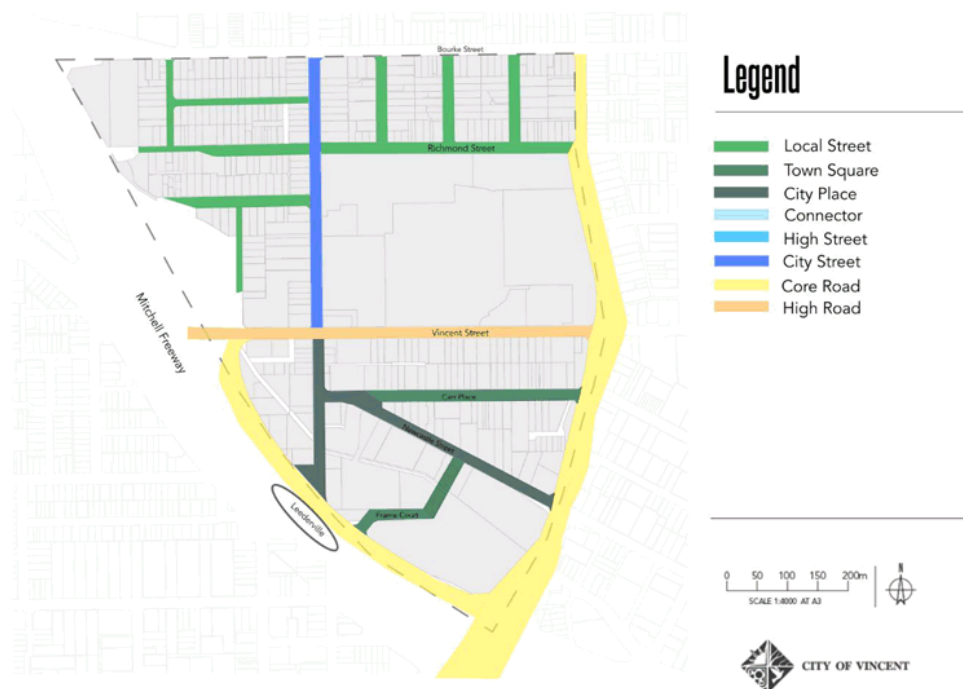 Bourke Street
Richmond Street
Mitchell Freeway
Vincent Street
Carr Place
Newcastle Street
Frame Court
Leederville
Legend
Local Street
Town Square
City Place
Connector
High Street
City Street
Core Road
High Road
0 50 100 150 200m
SCALE 1:4000 AT A3
N
CITY OF VINCENT